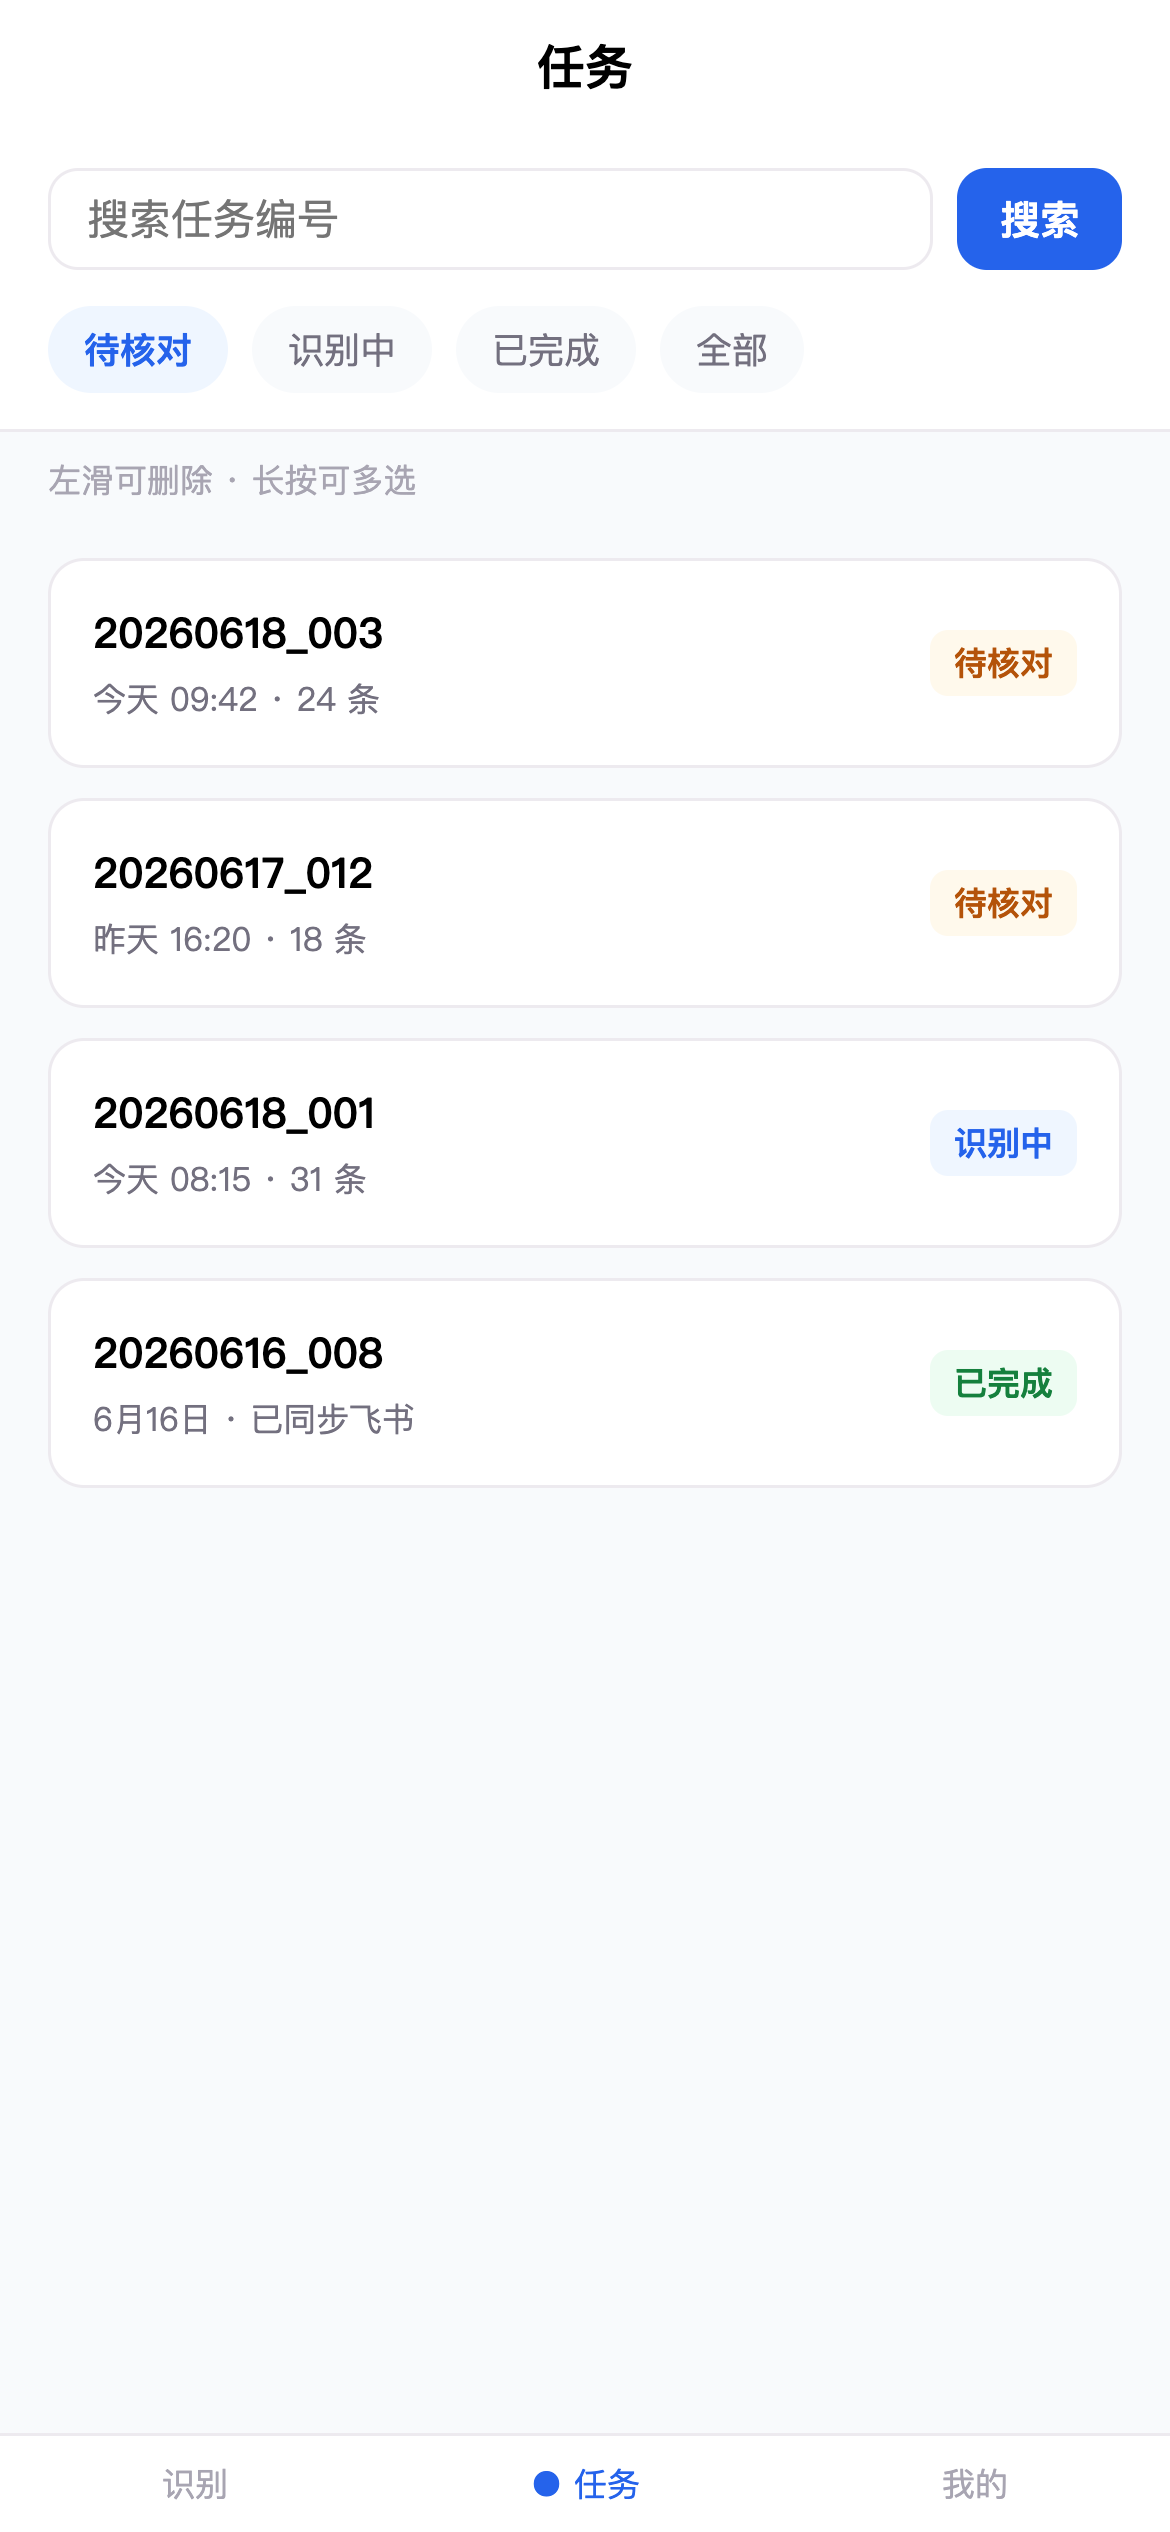 任务
搜索任务编号
搜索
待核对 识别中 已完成 全部
左滑可删除 · 长按可多选
20260618_003
今天 09:42 · 24 条
待核对
20260617_012
昨天 16:20 · 18 条
待核对
20260618_001
今天 08:15 · 31 条
识别中
20260616_008
6月16日 · 已同步飞书
已完成
识别 任务 我的